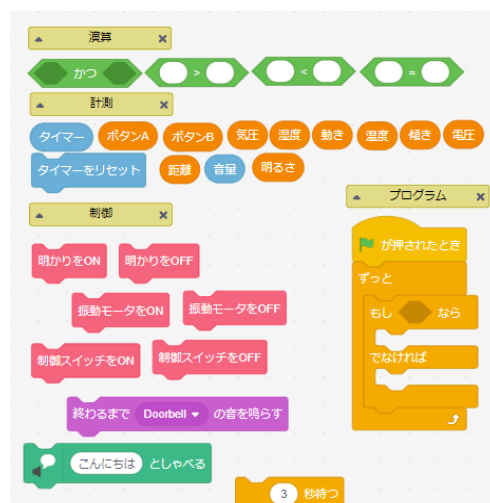 演算
かつ > < =
計測
タイマー ボタンA ボタンB 気圧 湿度 動き 温度 傾き 電圧
タイマーをリセット 距離 音量 明るさ
制御
明かりをON 明かりをOFF
振動モータをON 振動モータをOFF
制御スイッチをON 制御スイッチをOFF
終わるまで Doorbell の音を鳴らす
こんにちは としゃべる
3 秒待つ
プログラム
が押されたとき
ずっと
もし なら
でなければ